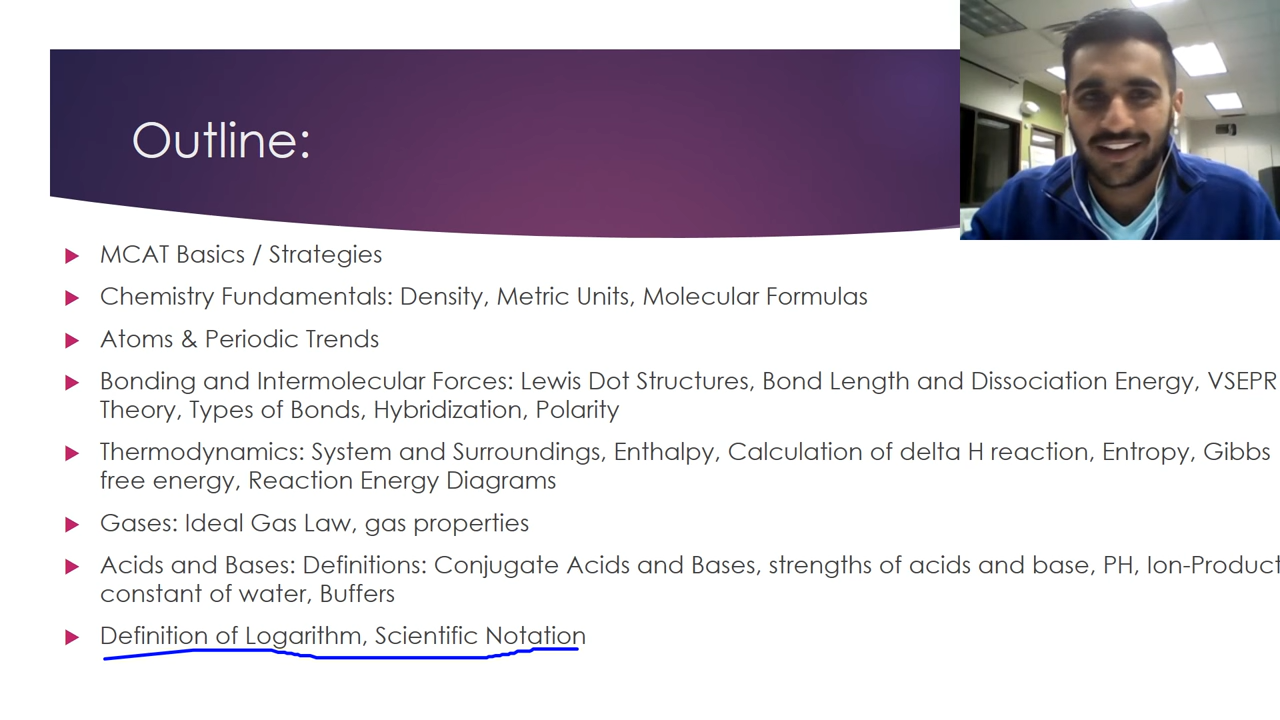 Outline:
MCAT Basics / Strategies
Chemistry Fundamentals: Density, Metric Units, Molecular Formulas
Atoms & Periodic Trends
Bonding and Intermolecular Forces: Lewis Dot Structures, Bond Length and Dissociation Energy, VSEPR
Theory, Types of Bonds, Hybridization, Polarity
Thermodynamics: System and Surroundings, Enthalpy, Calculation of delta H reaction, Entropy, Gibbs
free energy, Reaction Energy Diagrams
Gases: Ideal Gas Law, gas properties
Acids and Bases: Definitions: Conjugate Acids and Bases, strengths of acids and base, PH, Ion-Product
constant of water, Buffers
Definition of Logarithm, Scientific Notation